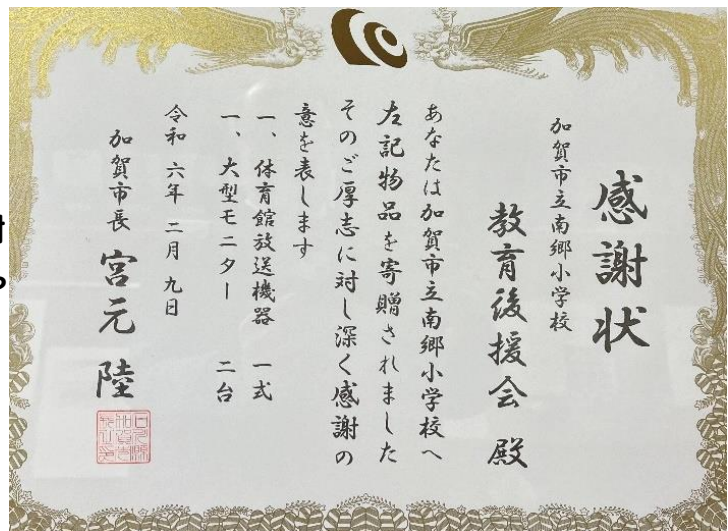 感謝状
加賀市立南郷小学校
教育後援会 殿
あなたは加賀市立南郷小学校へ
左記物品を寄贈されました
そのご厚志に対し深く感謝の
意を表します
一、体育館放送機器 一式
一、大型モニター 二台
令和 六年 二月 九日
加賀市長 宮元 陸